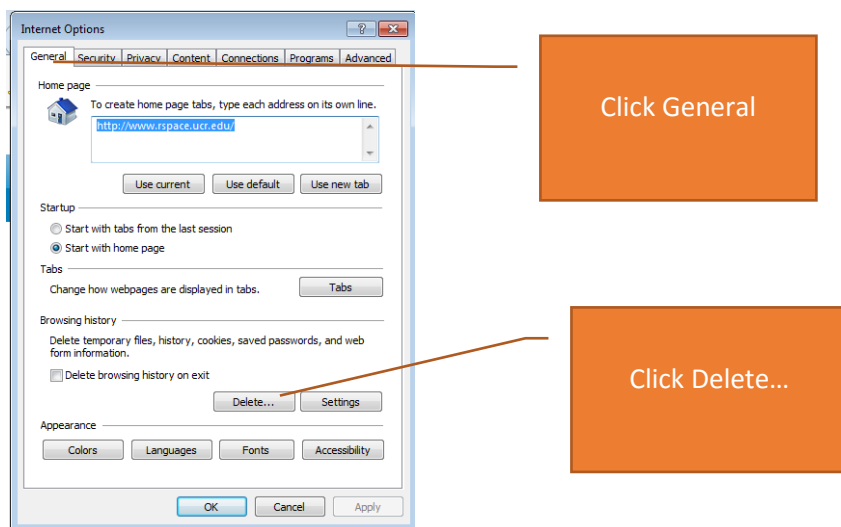 Internet Options
General Security Privacy Content Connections Programs Advanced
Home page
To create home page tabs, type each address on its own line.
http://www.rspace.ucr.edu/
Use current Use default Use new tab
Startup
Start with tabs from the last session
Start with home page
Tabs
Change how webpages are displayed in tabs. Tabs
Browsing history
Delete temporary files, history, cookies, saved passwords, and web
form information.
Delete browsing history on exit
Delete... Settings
Appearance
Colors Languages Fonts Accessibility
OK Cancel Apply
Click General
Click Delete…